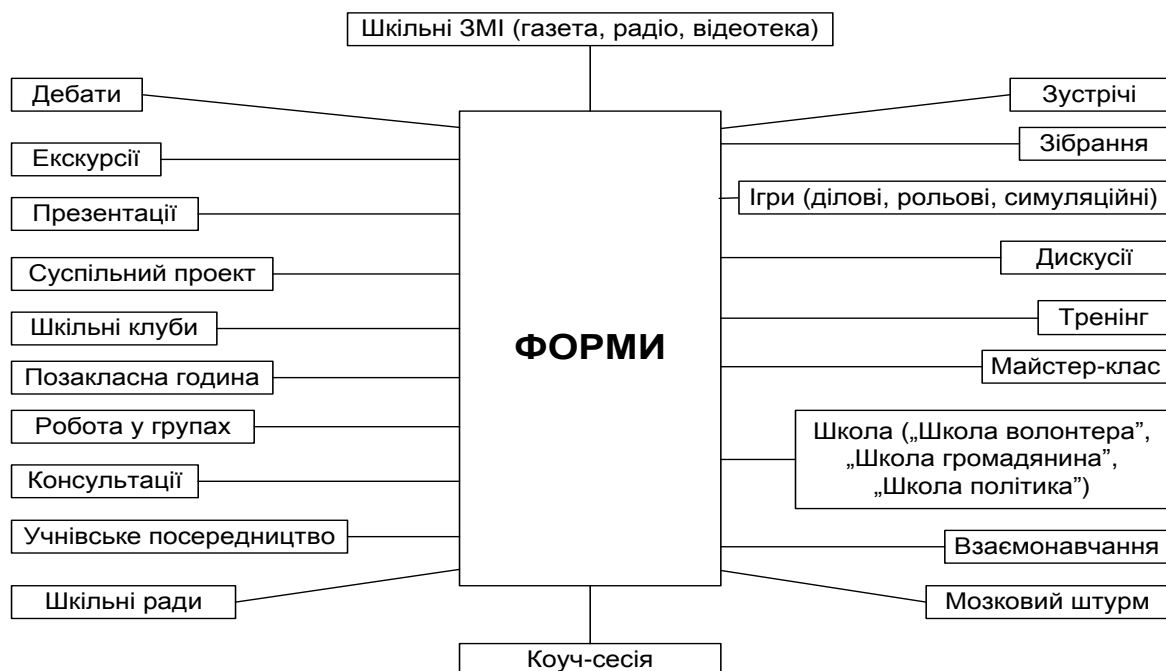 Шкільні ЗМІ (газета, радіо, відеотека)
Дебати
Екскурсії
Презентації
Суспільний проект
Шкільні клуби
Позакласна година
Робота у групах
Консультації
Учнівське посередництво
Шкільні ради
ФОРМИ
Зустрічі
Зібрання
Ігри (ділові, рольові, симуляційні)
Дискусії
Тренінг
Майстер-клас
Школа („Школа волонтера”,
„Школа громадянина”,
„Школа політика”)
Взаємонавчання
Мозковий штурм
Коуч-сесія